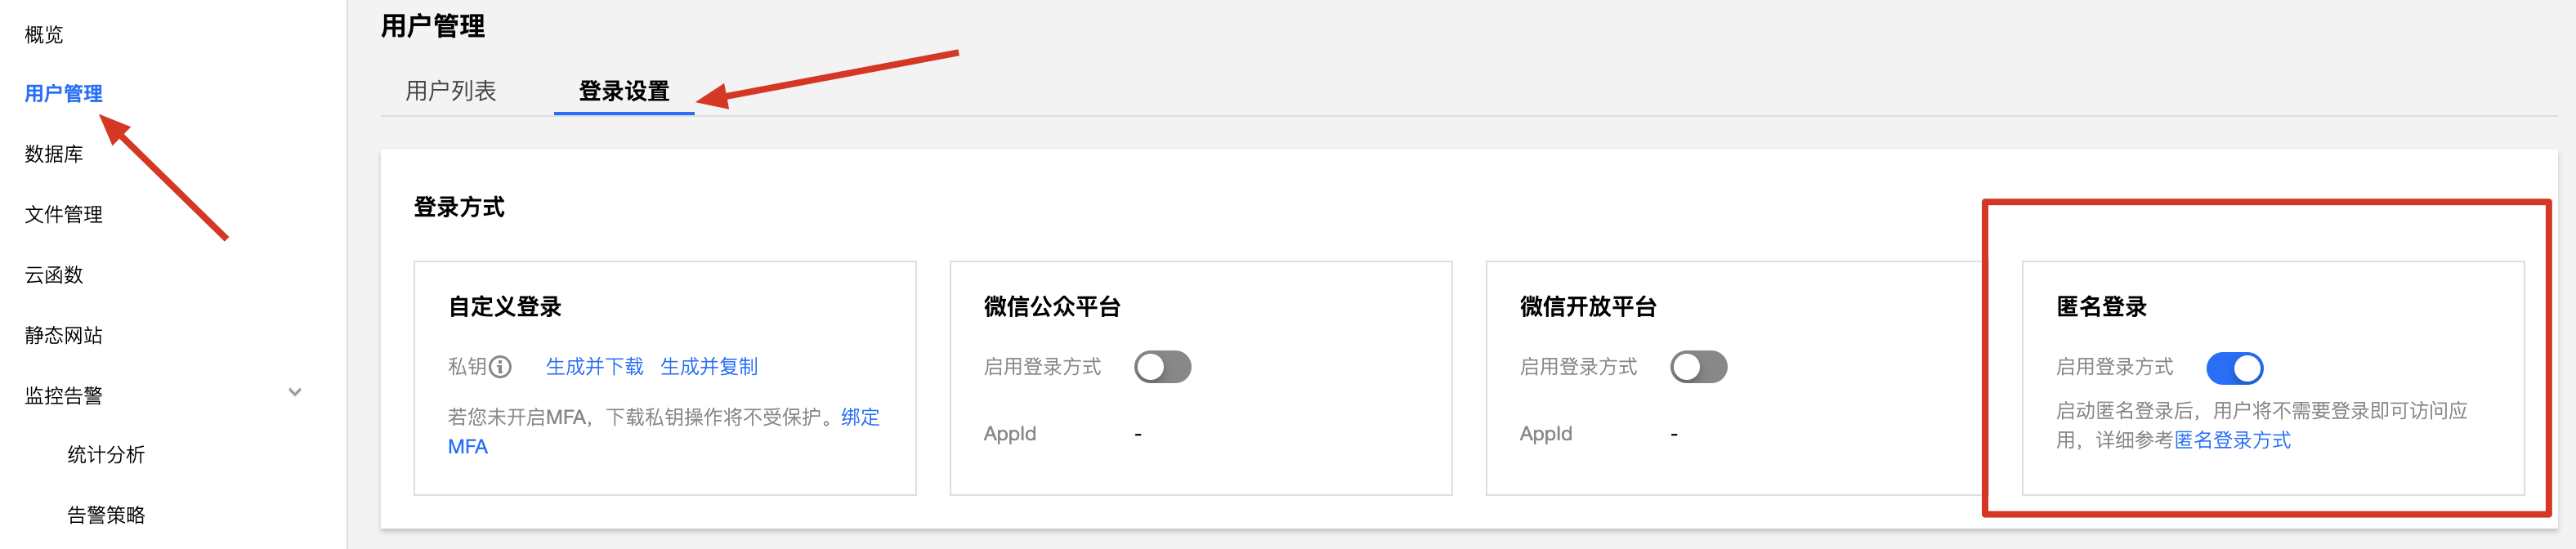 概览
用户管理
数据库
文件管理
云函数
静态网站
监控告警
统计分析
告警策略
用户管理
用户列表
登录设置
登录方式
自定义登录
私钥 生成并下载 生成并复制
若您未开启MFA，下载私钥操作将不受保护。绑定
MFA
微信公众平台
启用登录方式
AppId -
微信开放平台
启用登录方式
AppId -
匿名登录
启用登录方式
启动匿名登录后，用户将不需要登录即可访问应
用，详细参考匿名登录方式